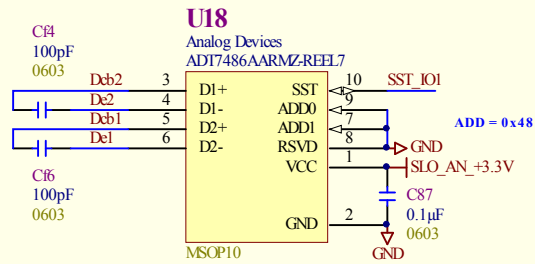 U18
Analog Devices
ADT7486AARMZ-REEL7
Cf4
100pF
0603
Dcb2 3 D1+ SST 10 SST_IO1
De2 4 D1- ADD0 9
Dcb1 5 D2+ ADD1 7
De1 6 D2- RSVD 8 GND
ADD = 0x48
VCC 1 SLO_AN_+3.3V
Cf6
100pF
0603
C87
0.1µF
0603
GND 2
GND
MSOP10